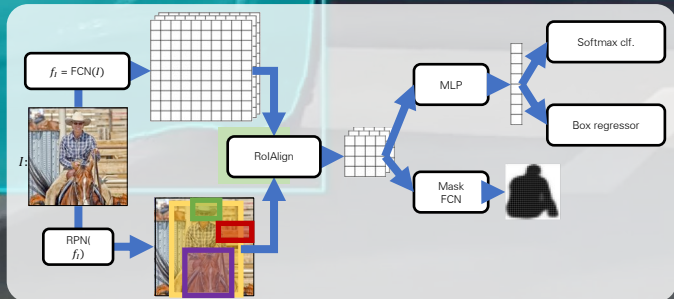 f_I = FCN(I)
I:
RPN(
f_I)
RoIAlign
MLP
Mask
FCN
Softmax clf.
Box regressor